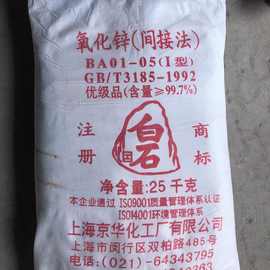 氧化锌(间接法)
BA01-05(I型)
GB/T3185-1992
优级品(含量≥99.7%)
注册
白石
国
商标
净含量:25 千克
本企业通过 ISO9001质量管理体系认证
ISO14001环境管理体系
上海京华化工厂有限公司
上海市闵行区双柏路485号
电话:(021)-64343795